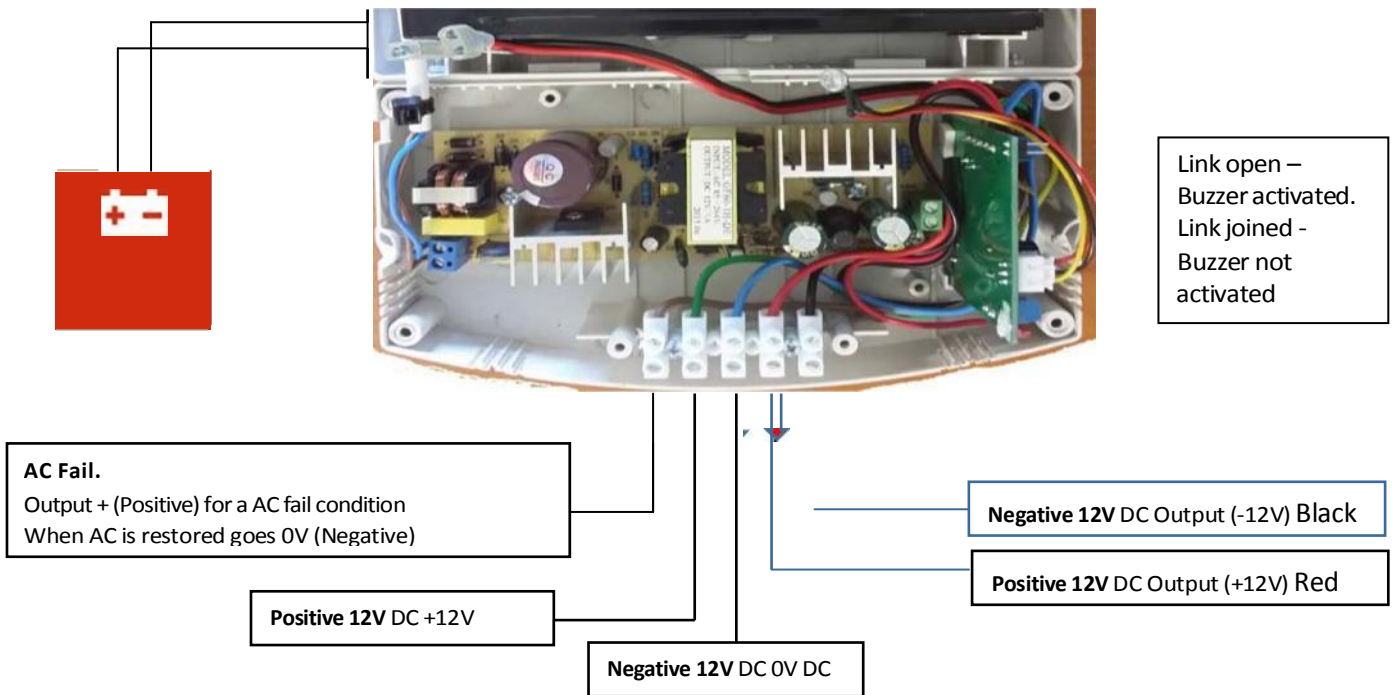 Link open –
Buzzer activated.
Link joined -
Buzzer not
activated
AC Fail.
Output + (Positive) for a AC fail condition
When AC is restored goes 0V (Negative)
Negative 12V DC Output (-12V) Black
Positive 12V DC Output (+12V) Red
Positive 12V DC +12V
Negative 12V DC 0V DC